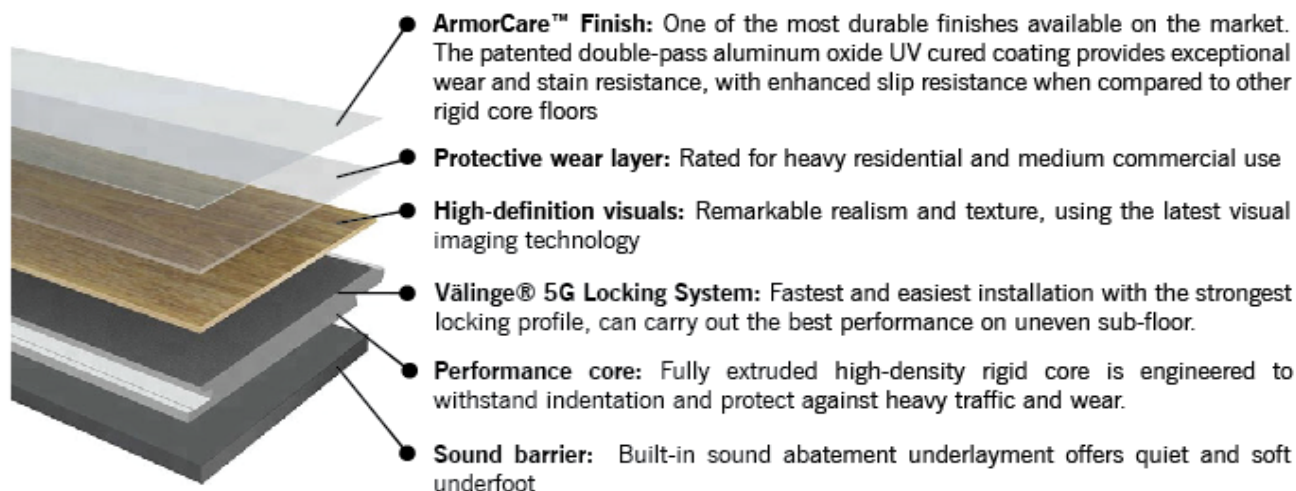 ArmorCare™ Finish: One of the most durable finishes available on the market.
The patented double-pass aluminum oxide UV cured coating provides exceptional
wear and stain resistance, with enhanced slip resistance when compared to other
rigid core floors
Protective wear layer: Rated for heavy residential and medium commercial use
High-definition visuals: Remarkable realism and texture, using the latest visual
imaging technology
Välinge® 5G Locking System: Fastest and easiest installation with the strongest
locking profile, can carry out the best performance on uneven sub-floor.
Performance core: Fully extruded high-density rigid core is engineered to
withstand indentation and protect against heavy traffic and wear.
Sound barrier: Built-in sound abatement underlayment offers quiet and soft
underfoot